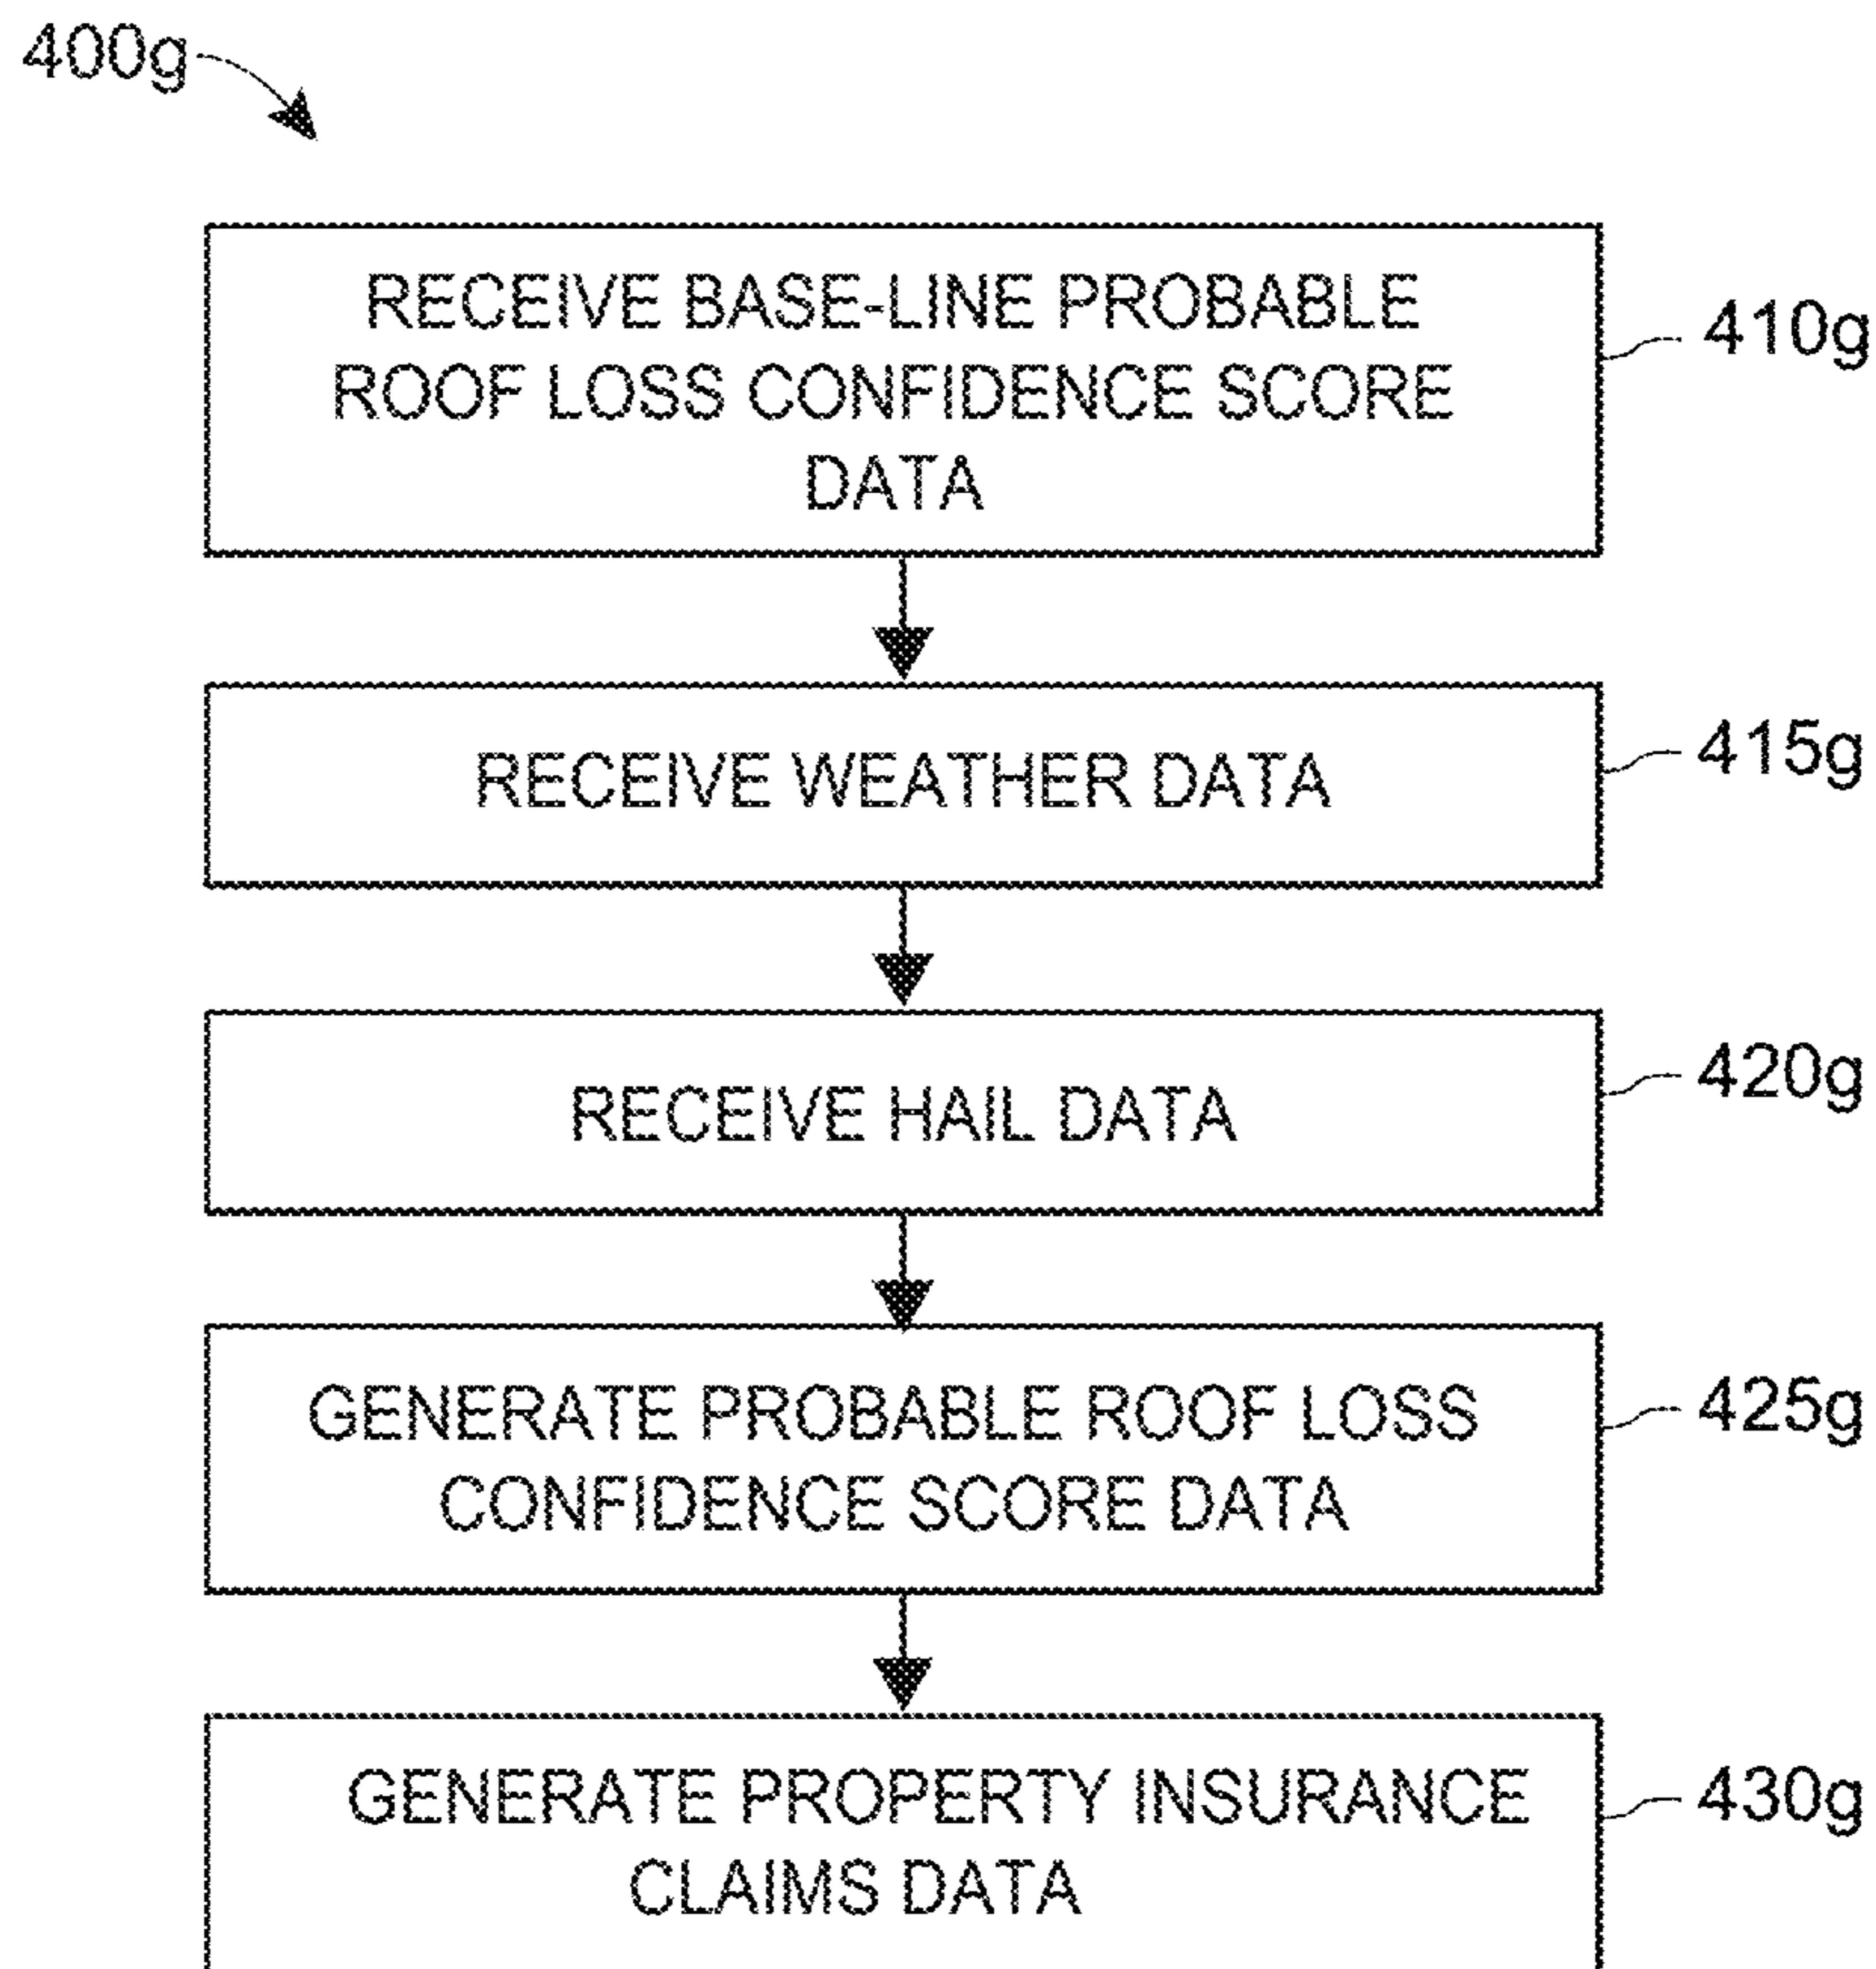 400g
RECEIVE BASE-LINE PROBABLE
ROOF LOSS CONFIDENCE SCORE
DATA
410g
RECEIVE WEATHER DATA
415g
RECEIVE HAIL DATA
420g
GENERATE PROBABLE ROOF LOSS
CONFIDENCE SCORE DATA
425g
GENERATE PROPERTY INSURANCE
CLAIMS DATA
430g